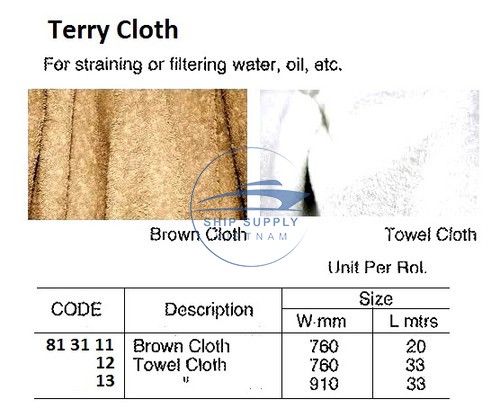 Terry Cloth
For straining or filtering water, oil, etc.
SHIP SUPPLY
VIETNAM
Brown Cloth Towel Cloth
Unit Per Rol.
CODE Description Size
W-mm L mtrs
81 31 11 Brown Cloth 760 20
12 Towel Cloth 760 33
13 " 910 33